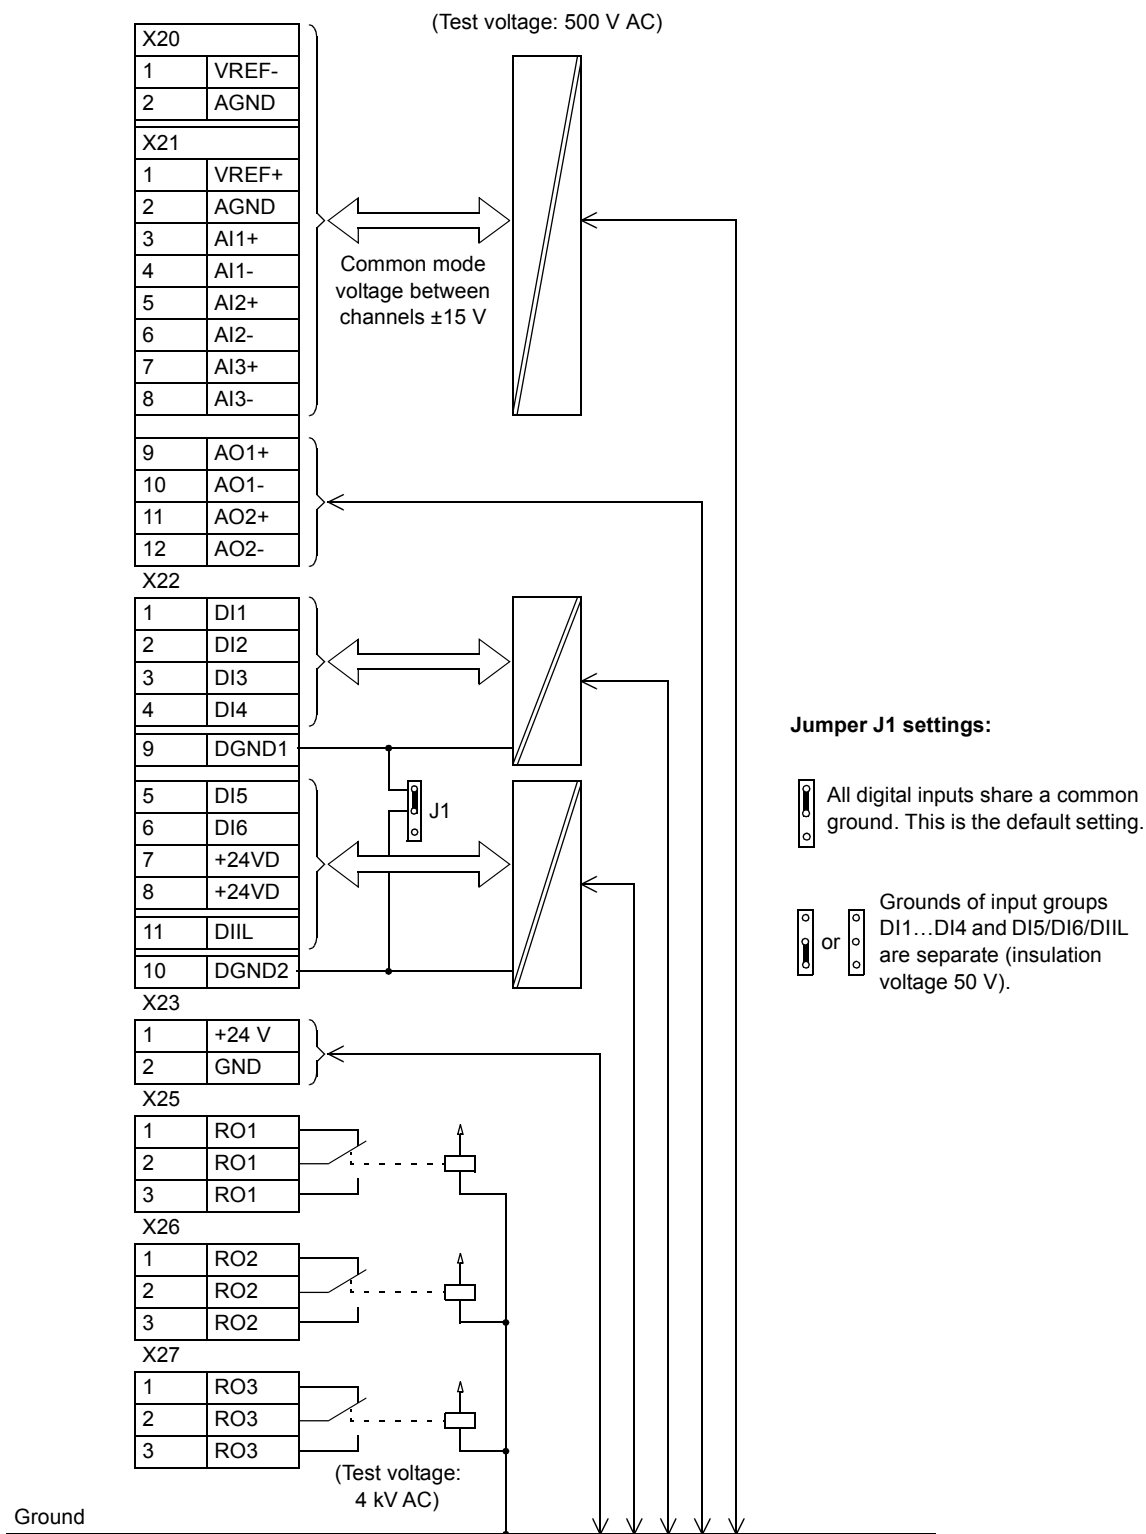 (Test voltage: 500 V AC)
X20
1 VREF-
2 AGND
X21
1 VREF+
2 AGND
3 AI1+
4 AI1-
5 AI2+
6 AI2-
7 AI3+
8 AI3-
Common mode
voltage between
channels ±15 V
9 AO1+
10 AO1-
11 AO2+
12 AO2-
X22
1 DI1
2 DI2
3 DI3
4 DI4
9 DGND1
5 DI5
6 DI6
7 +24VD
8 +24VD
11 DIIL
10 DGND2
J1
X23
1 +24 V
2 GND
X25
1 RO1
2 RO1
3 RO1
X26
1 RO2
2 RO2
3 RO2
X27
1 RO3
2 RO3
3 RO3
(Test voltage:
4 kV AC)
Ground
Jumper J1 settings:
All digital inputs share a common
ground. This is the default setting.
or
Grounds of input groups
DI1…DI4 and DI5/DI6/DIIL
are separate (insulation
voltage 50 V).